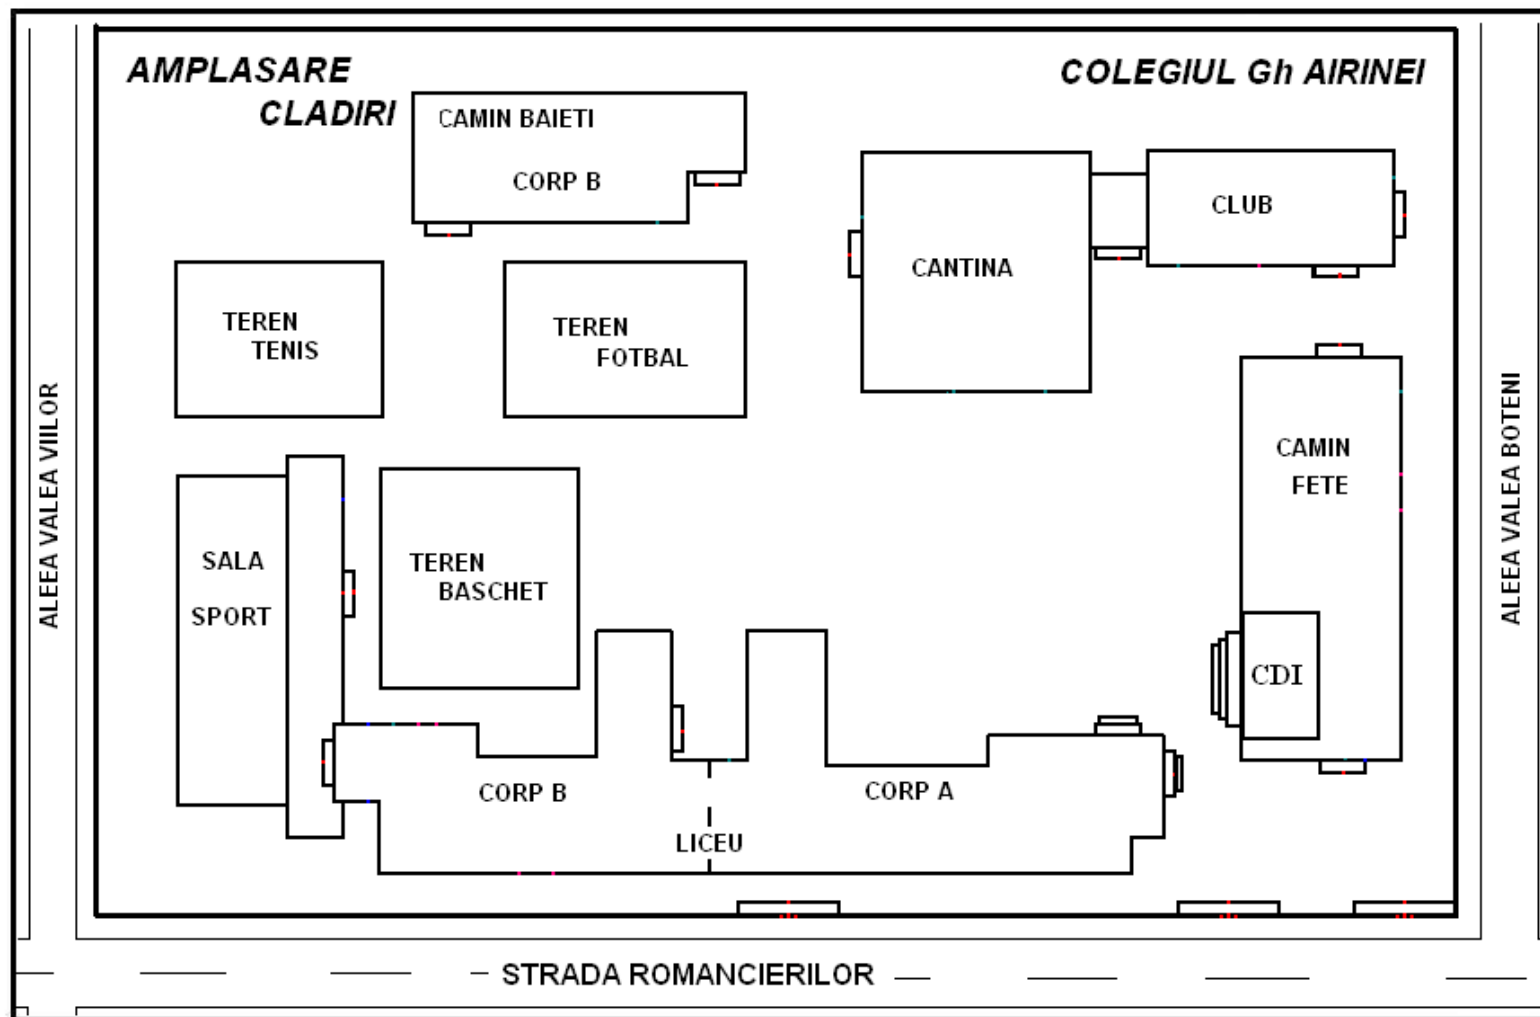 AMPLASARE
CLADIRI
COLEGIUL Gh AIRINEI
CAMIN BAIETI
CORP B
CLUB
CANTINA
TEREN
TENIS
TEREN
FOTBAL
ALEEA VALEA VIILOR
ALEEA VALEA BOTENI
CAMIN
FETE
SALA
SPORT
TEREN
BASCHET
CDI
CORP B
CORP A
LICEU
STRADA ROMANCIERILOR